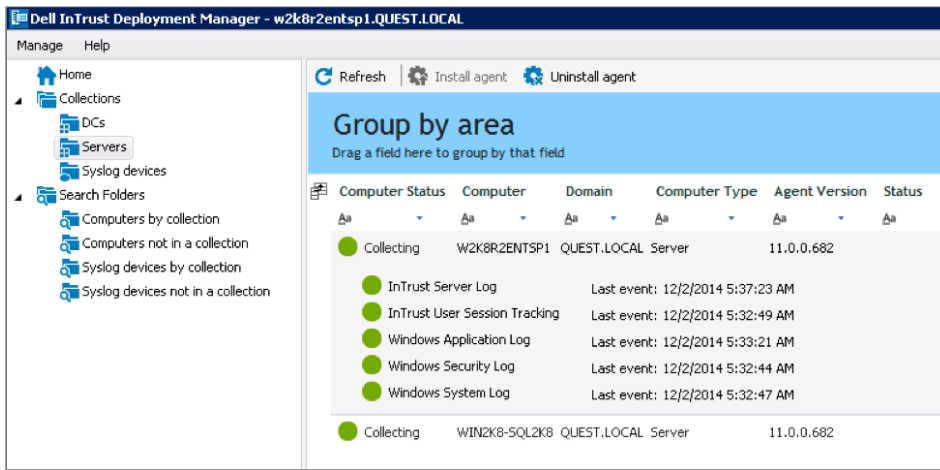 Dell InTrust Deployment Manager - w2k8r2entsp1.QUEST.LOCAL
Manage Help
Home
Collections
DCs
Servers
Syslog devices
Search Folders
Computers by collection
Computers not in a collection
Syslog devices by collection
Syslog devices not in a collection
Refresh Install agent Uninstall agent
Group by area
Drag a field here to group by that field
Computer Status Computer Domain Computer Type Agent Version Status
Aa Aa Aa Aa Aa Aa
Collecting W2K8R2ENTSP1 QUEST.LOCAL Server 11.0.0.682
InTrust Server Log Last event: 12/2/2014 5:37:23 AM
InTrust User Session Tracking Last event: 12/2/2014 5:32:49 AM
Windows Application Log Last event: 12/2/2014 5:33:21 AM
Windows Security Log Last event: 12/2/2014 5:32:44 AM
Windows System Log Last event: 12/2/2014 5:32:47 AM
Collecting WIN2K8-SQL2K8 QUEST.LOCAL Server 11.0.0.682